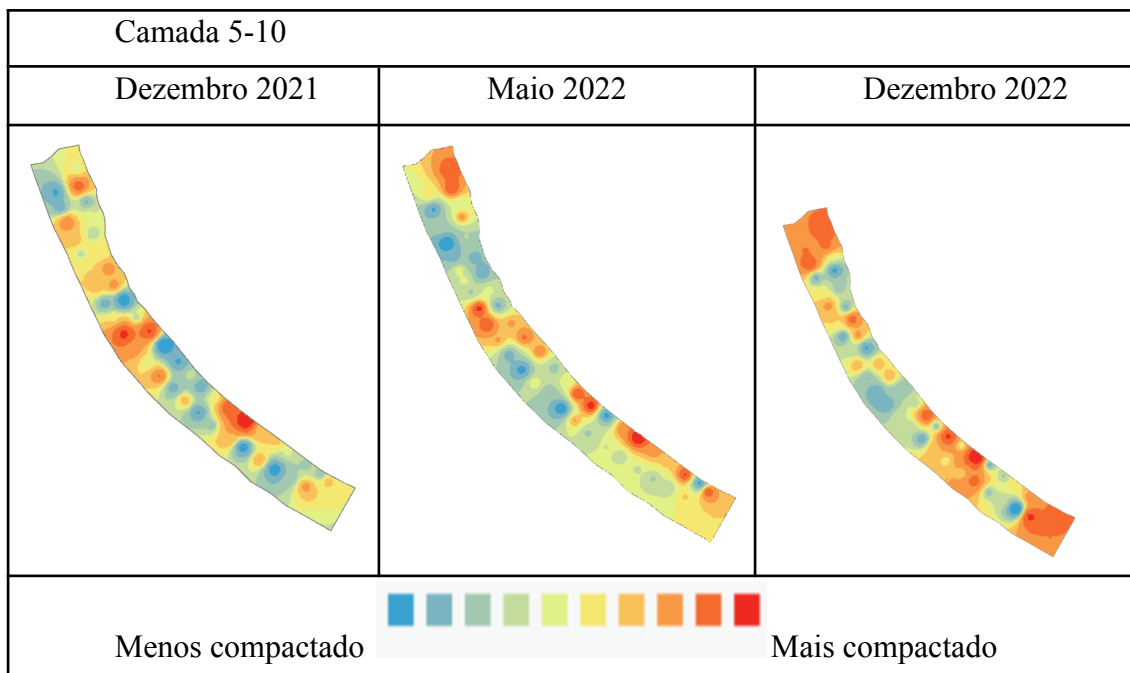 Camada 5-10
Dezembro 2021
Maio 2022
Dezembro 2022
Menos compactado
Mais compactado